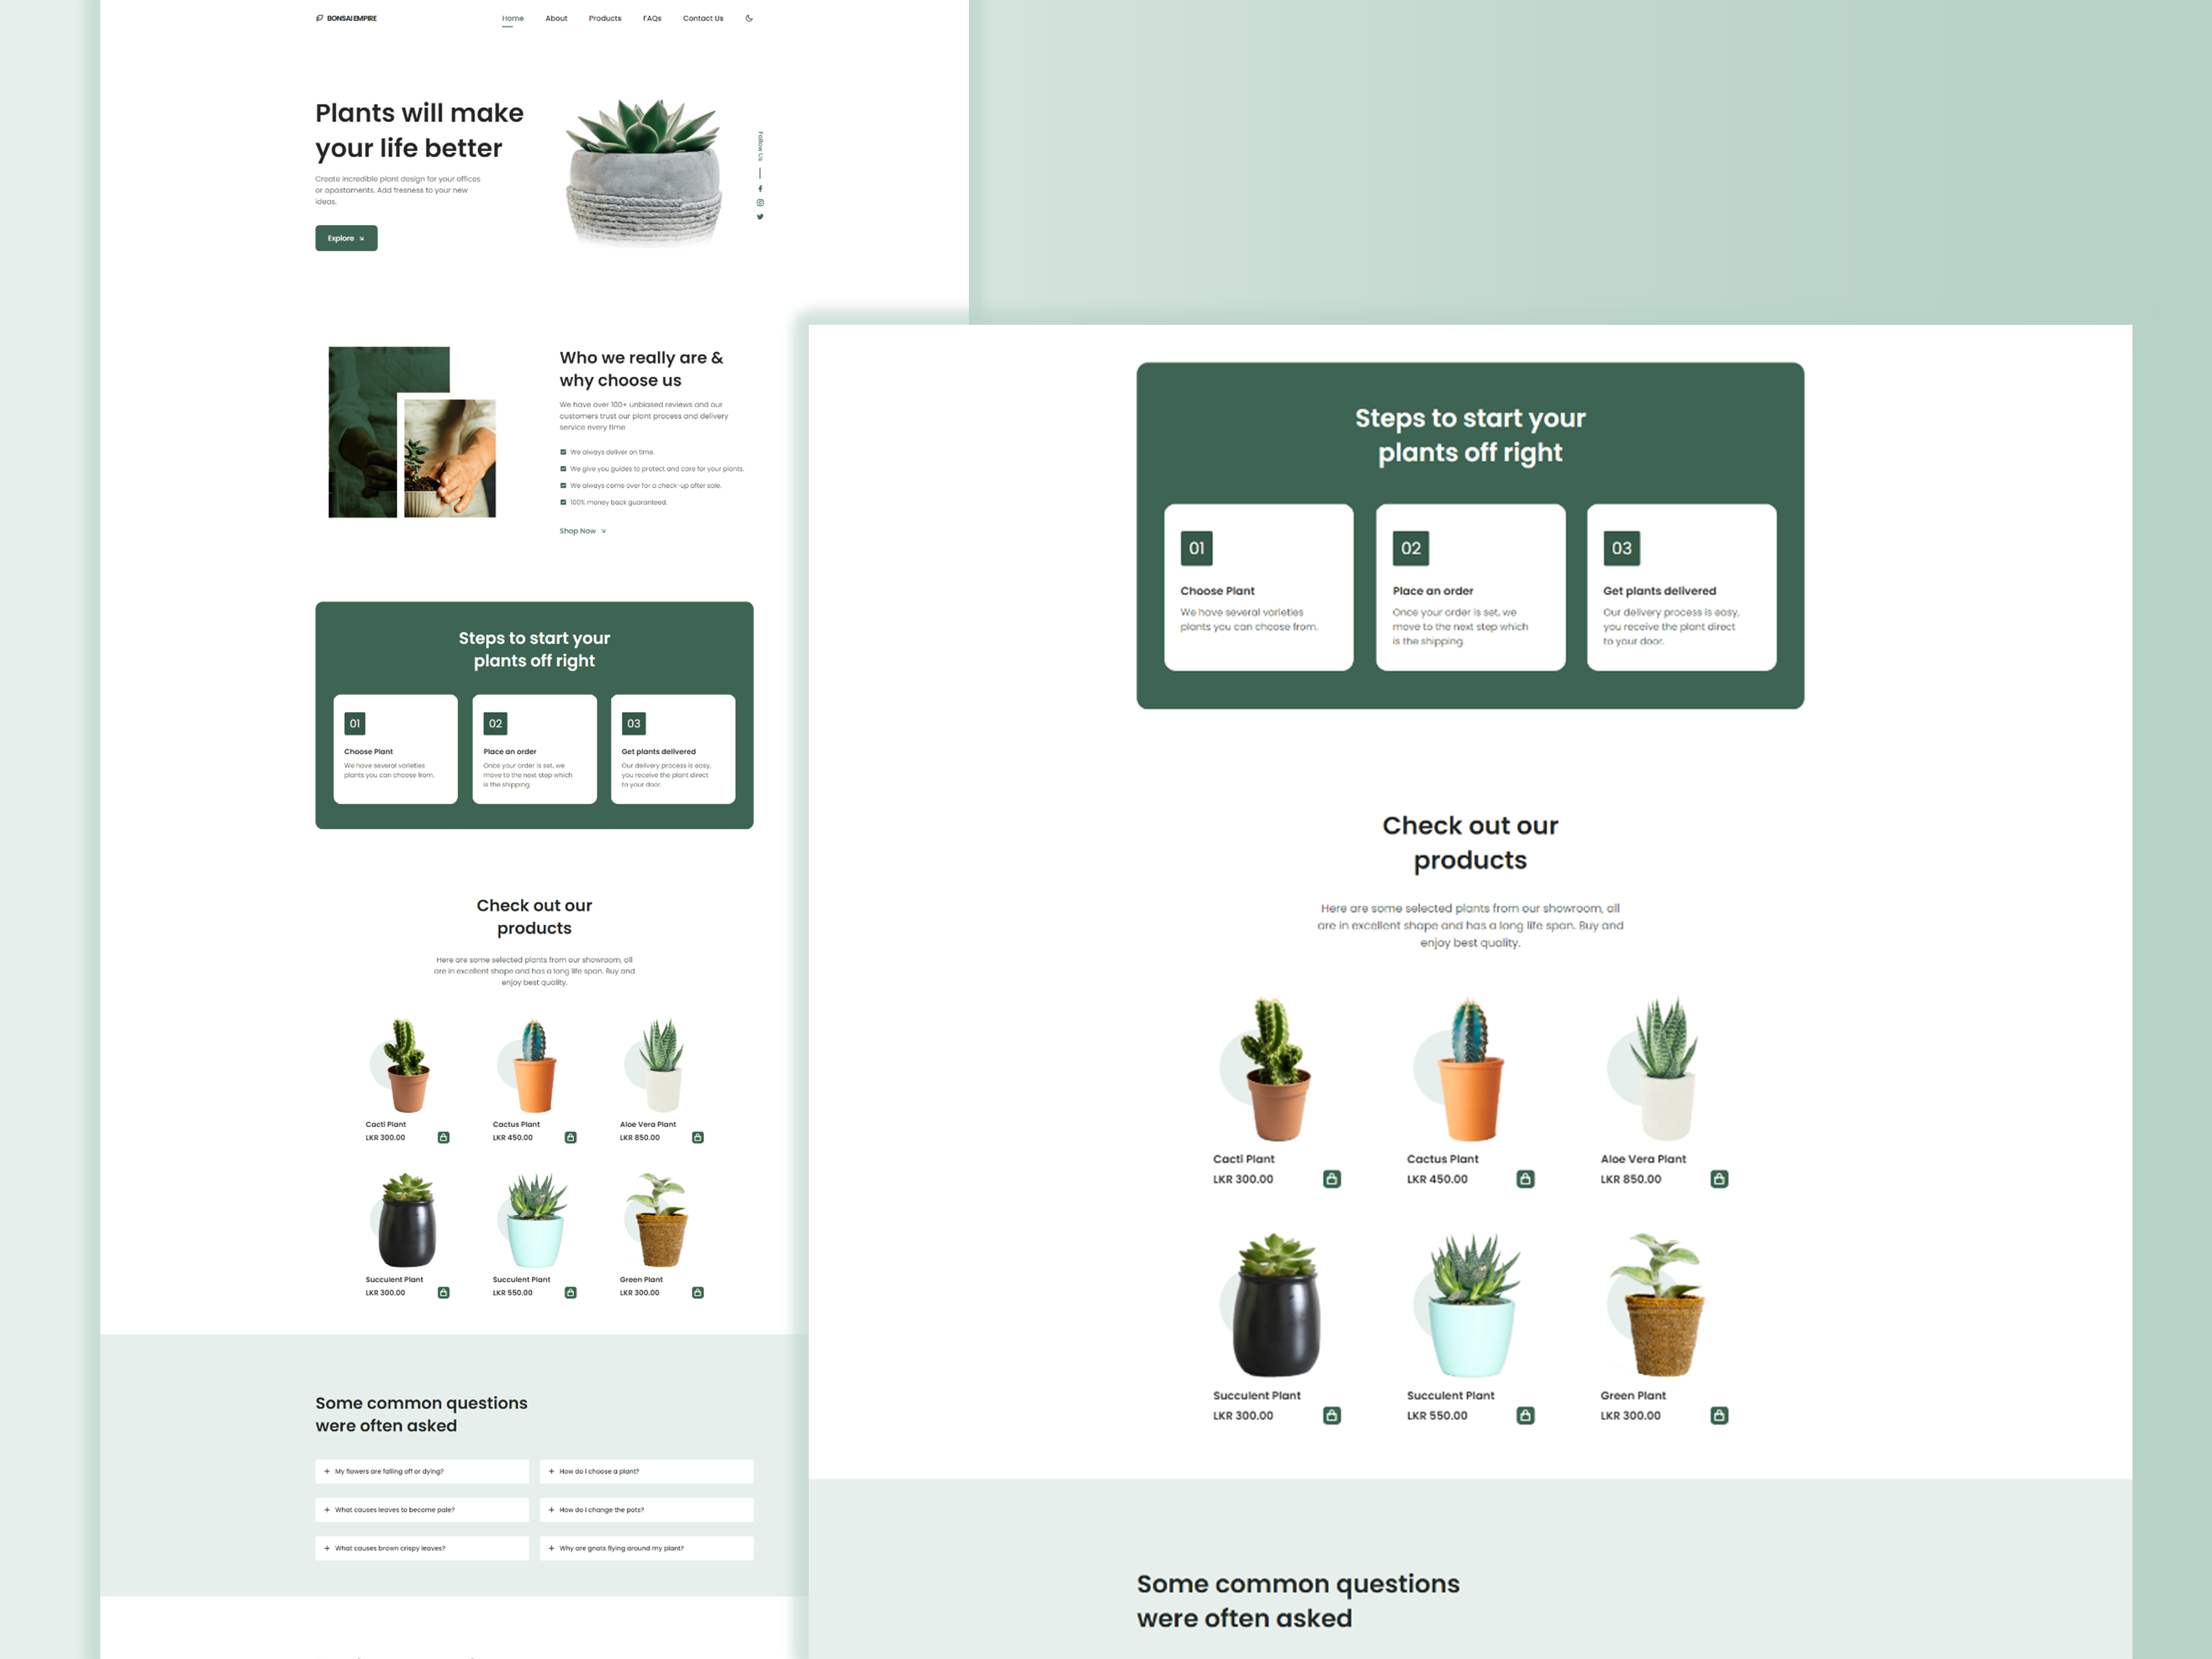 BONSAI EMPIRE
Home About Products FAQs Contact Us
Plants will make
your life better
Create incredible plant design for your offices
or apastaments. Add fresness to your new
ideas.
Explore
Follow Us
Who we really are &
why choose us
We have over 100+ unbiased reviews and our
customers trust our plant process and delivery
service every time
We always deliver on time.
We give you guides to protect and care for your plants.
We always come over for a check-up after sale.
100% money back guaranteed.
Shop Now
Steps to start your
plants off right
01
Choose Plant
We have several varieties
plants you can choose from.
02
Place an order
Once your order is set, we
move to the next step which
is the shipping.
03
Get plants delivered
Our delivery process is easy,
you receive the plant direct
to your door.
Check out our
products
Here are some selected plants from our showroom, all
are in excellent shape and has a long life span. Buy and
enjoy best quality.
Cacti Plant
LKR 300.00
Cactus Plant
LKR 450.00
Aloe Vera Plant
LKR 850.00
Succulent Plant
LKR 300.00
Succulent Plant
LKR 550.00
Green Plant
LKR 300.00
Some common questions
were often asked
My flowers are falling off or dying?
How do I choose a plant?
What causes leaves to become pale?
How do I change the pots?
What causes brown crispy leaves?
Why are gnats flying around my plant?
Steps to start your
plants off right
01
Choose Plant
We have several varieties
plants you can choose from.
02
Place an order
Once your order is set, we
move to the next step which
is the shipping.
03
Get plants delivered
Our delivery process is easy,
you receive the plant direct
to your door.
Check out our
products
Here are some selected plants from our showroom, all
are in excellent shape and has a long life span. Buy and
enjoy best quality.
Cacti Plant
LKR 300.00
Cactus Plant
LKR 450.00
Aloe Vera Plant
LKR 850.00
Succulent Plant
LKR 300.00
Succulent Plant
LKR 550.00
Green Plant
LKR 300.00
Some common questions
were often asked